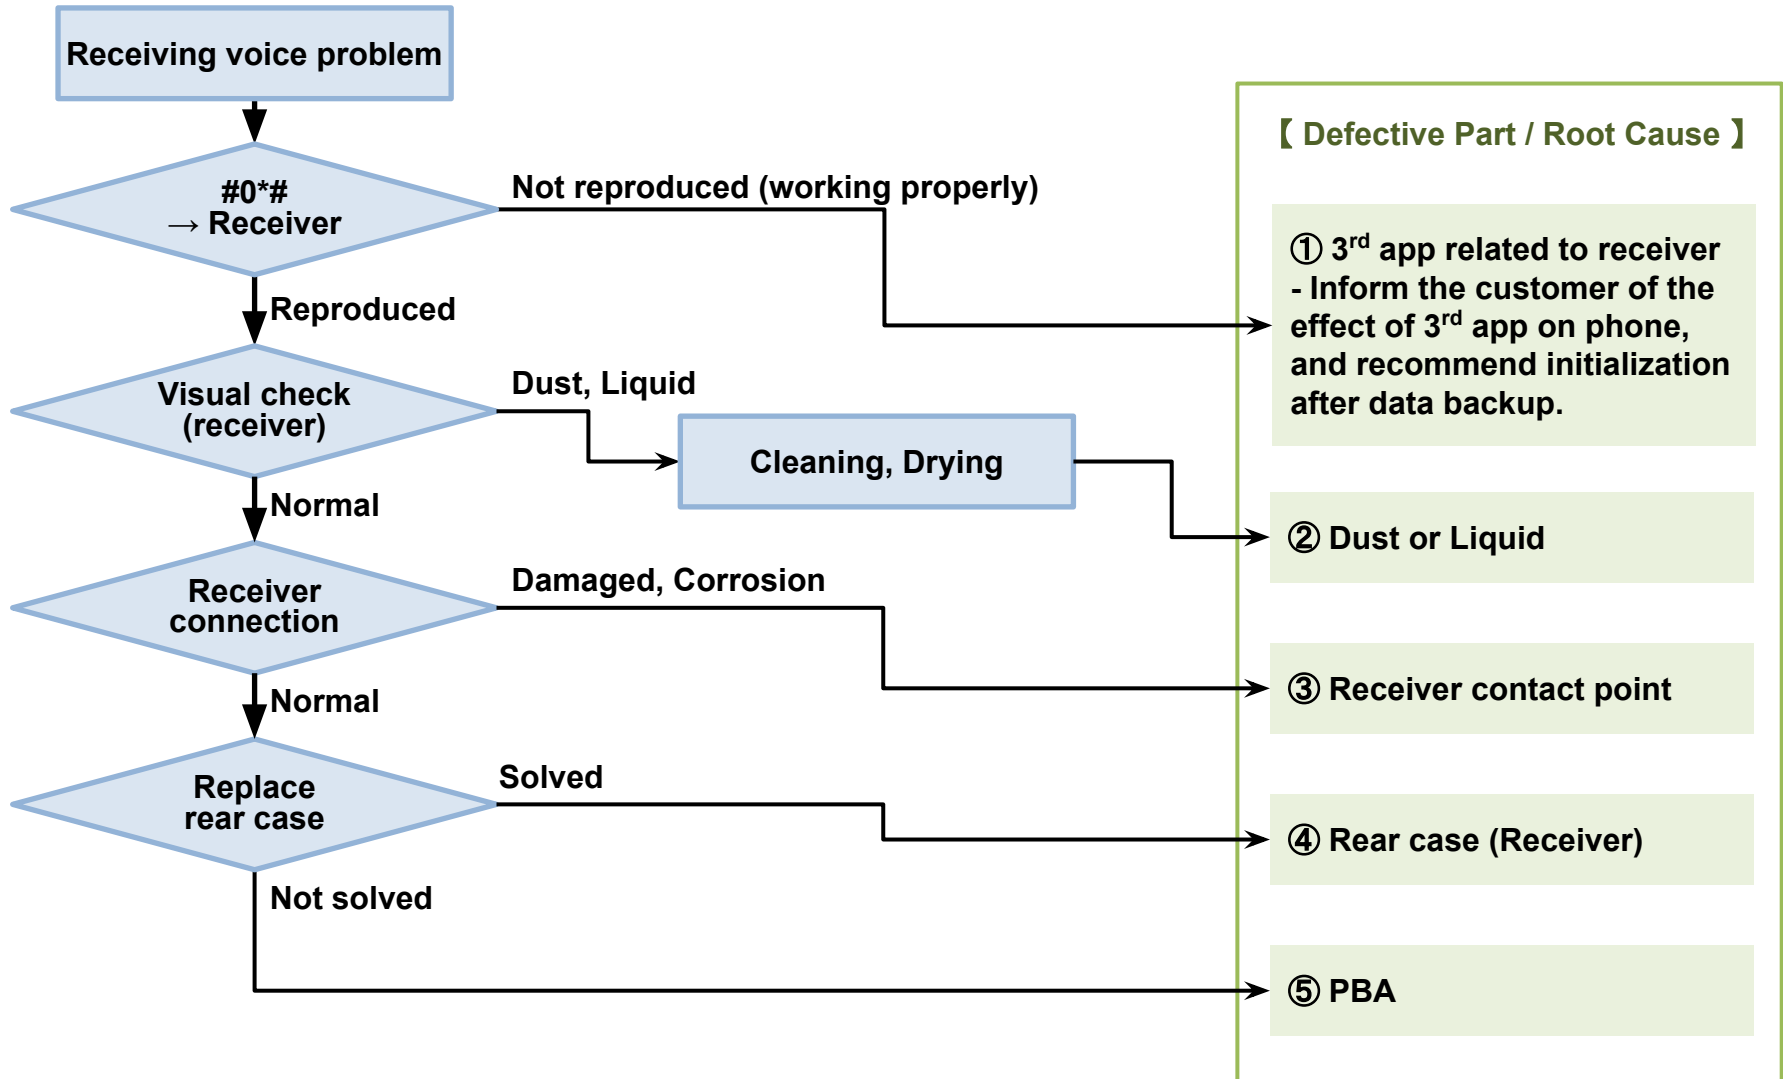 Receiving voice problem
【 Defective Part / Root Cause 】
#0*#
→ Receiver
Not reproduced (working properly)
① 3rd app related to receiver
- Inform the customer of the
effect of 3rd app on phone,
and recommend initialization
after data backup.
Reproduced
Visual check
(receiver)
Dust, Liquid
Cleaning, Drying
② Dust or Liquid
Normal
Receiver
connection
Damaged, Corrosion
③ Receiver contact point
Normal
Replace
rear case
Solved
④ Rear case (Receiver)
Not solved
⑤ PBA